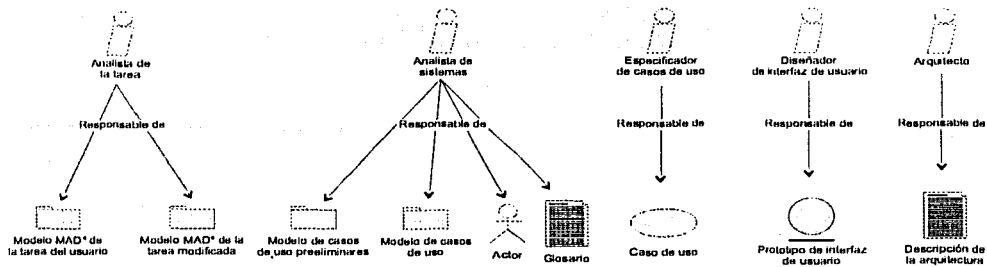 Analista de
la tarea
Analista de
sistemas
Especificador
de casos de uso
Diseñador
de interfaz de usuario
Arquitecto
Responsable de
Responsable de
Responsable de
Responsable de
Responsable de
Modelo MAD* de
la tarea del usuario
Modelo MAD* de la
tarea modificada
Modelo de casos
de uso preeliminares
Modelo de casos
de uso
Actor
Glosario
Caso de uso
Prototipo de interfaz
de usuario
Descripción de
la arquitectura